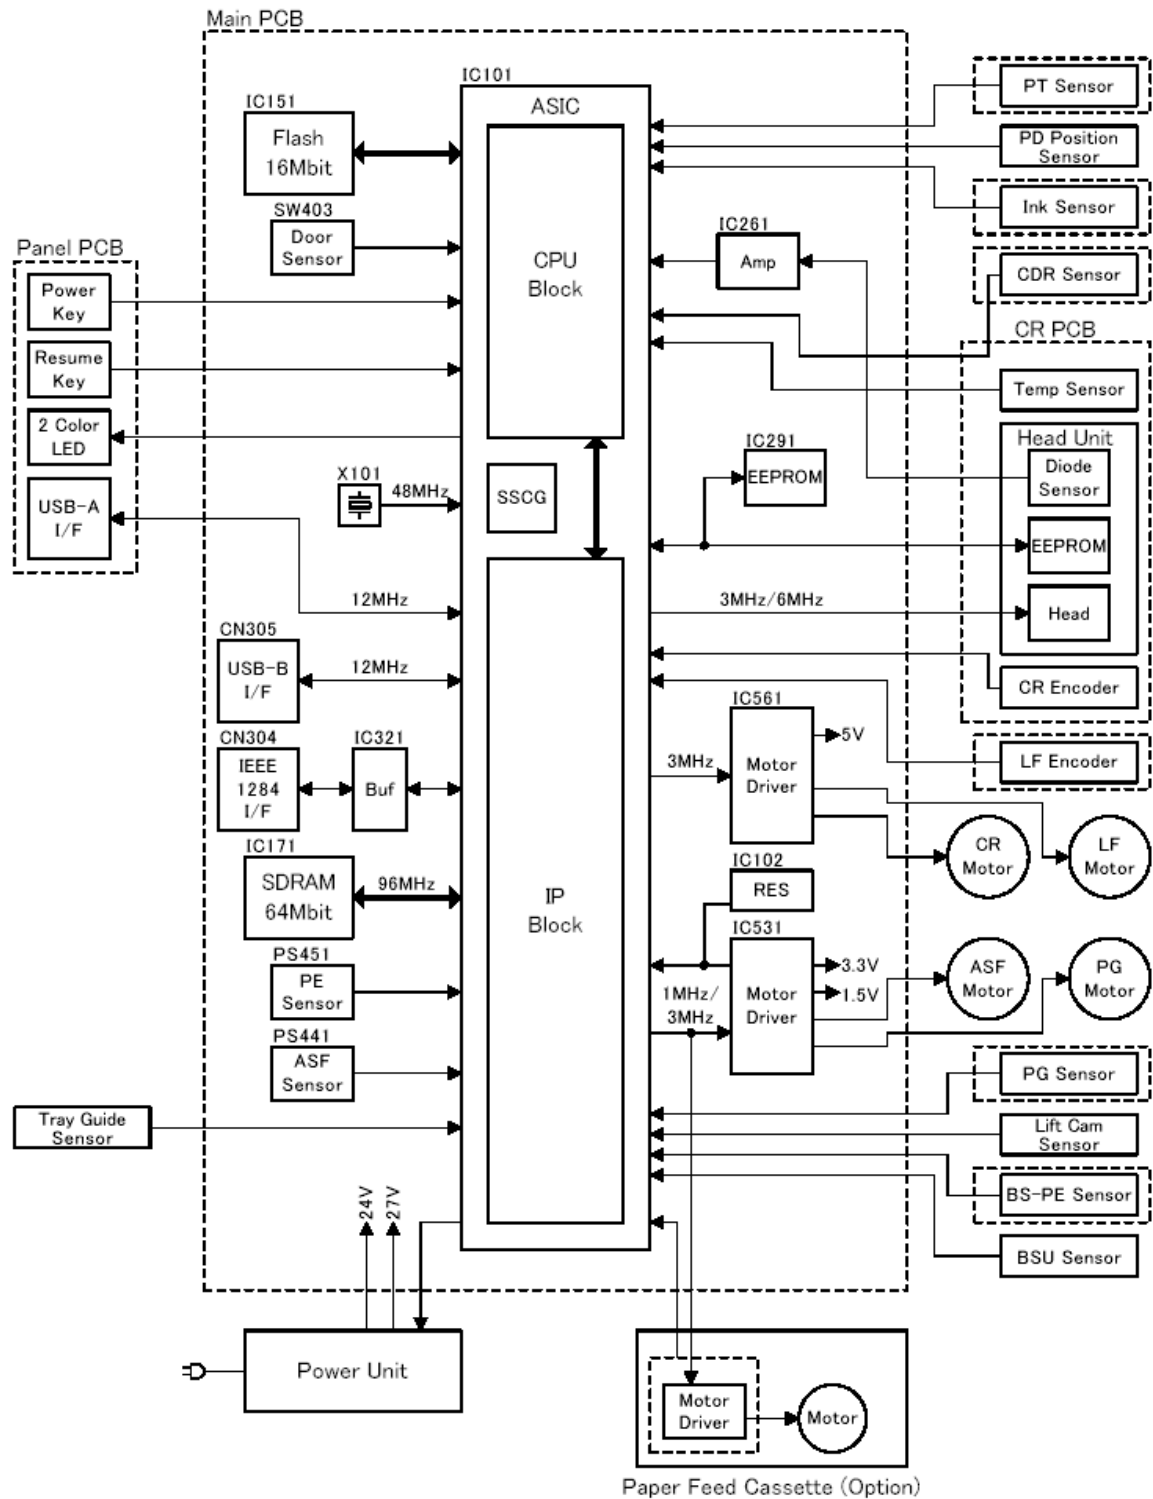 Main PCB
IC101
ASIC
IC151
Flash
16Mbit
SW403
Door
Sensor
Panel PCB
Power
Key
Resume
Key
2 Color
LED
USB-A
I/F
CPU
Block
X101
48MHz
SSCG
12MHz
CN305
USB-B
I/F
12MHz
CN304
IEEE
1284
I/F
IC321
Buf
IC171
SDRAM
64Mbit
96MHz
IP
Block
PS451
PE
Sensor
PS441
ASF
Sensor
Tray Guide
Sensor
24V
27V
Power Unit
PT Sensor
PD Position
Sensor
Ink Sensor
IC261
Amp
CDR Sensor
CR PCB
Temp Sensor
Head Unit
Diode
Sensor
IC291
EEPROM
EEPROM
3MHz/6MHz
Head
CR Encoder
IC561
Motor
Driver
5V
3MHz
LF Encoder
CR
Motor
LF
Motor
IC102
RES
IC531
Motor
Driver
3.3V
1.5V
1MHz/
3MHz
ASF
Motor
PG
Motor
PG Sensor
Lift Cam
Sensor
BS-PE Sensor
BSU Sensor
Motor
Driver
Motor
Paper Feed Cassette (Option)